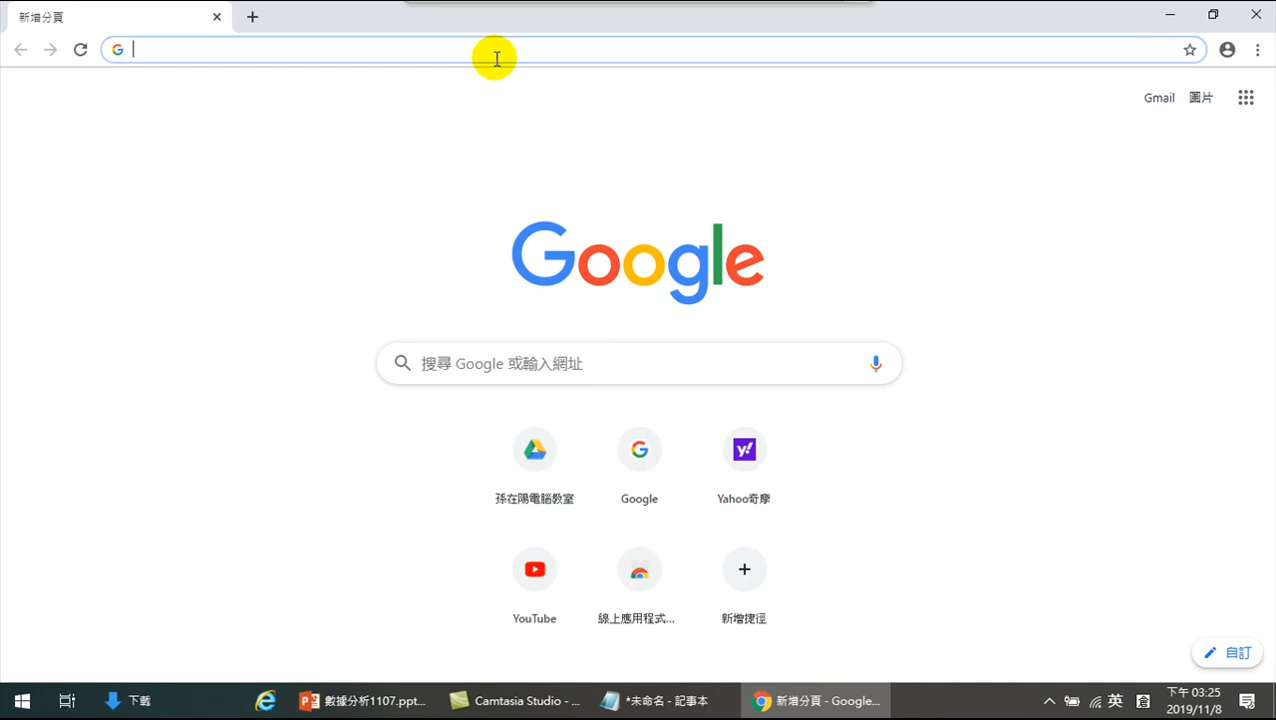 新增分頁
Gmail 圖片
Google
搜尋 Google 或輸入網址
孫在陽電腦教室
Google
Yahoo奇摩
YouTube
線上應用程式...
新增捷徑
自訂
下載
數據分析1107.ppt...
Camtasia Studio - ...
*未命名 - 記事本
新增分頁 - Google...
英
倉
下午 03:25
2019/11/8